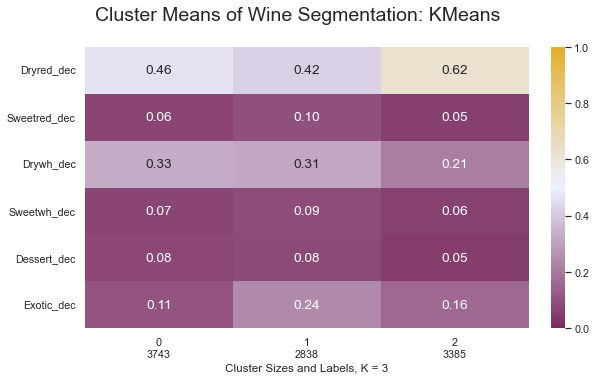 Cluster Means of Wine Segmentation: KMeans
Dryred_dec 0.46 0.42 0.62
Sweetred_dec 0.06 0.10 0.05
Drywh_dec 0.33 0.31 0.21
Sweetwh_dec 0.07 0.09 0.06
Dessert_dec 0.08 0.08 0.05
Exotic_dec 0.11 0.24 0.16
0 1 2
3743 2838 3385
Cluster Sizes and Labels, K = 3
1.0
0.8
0.6
0.4
0.2
0.0